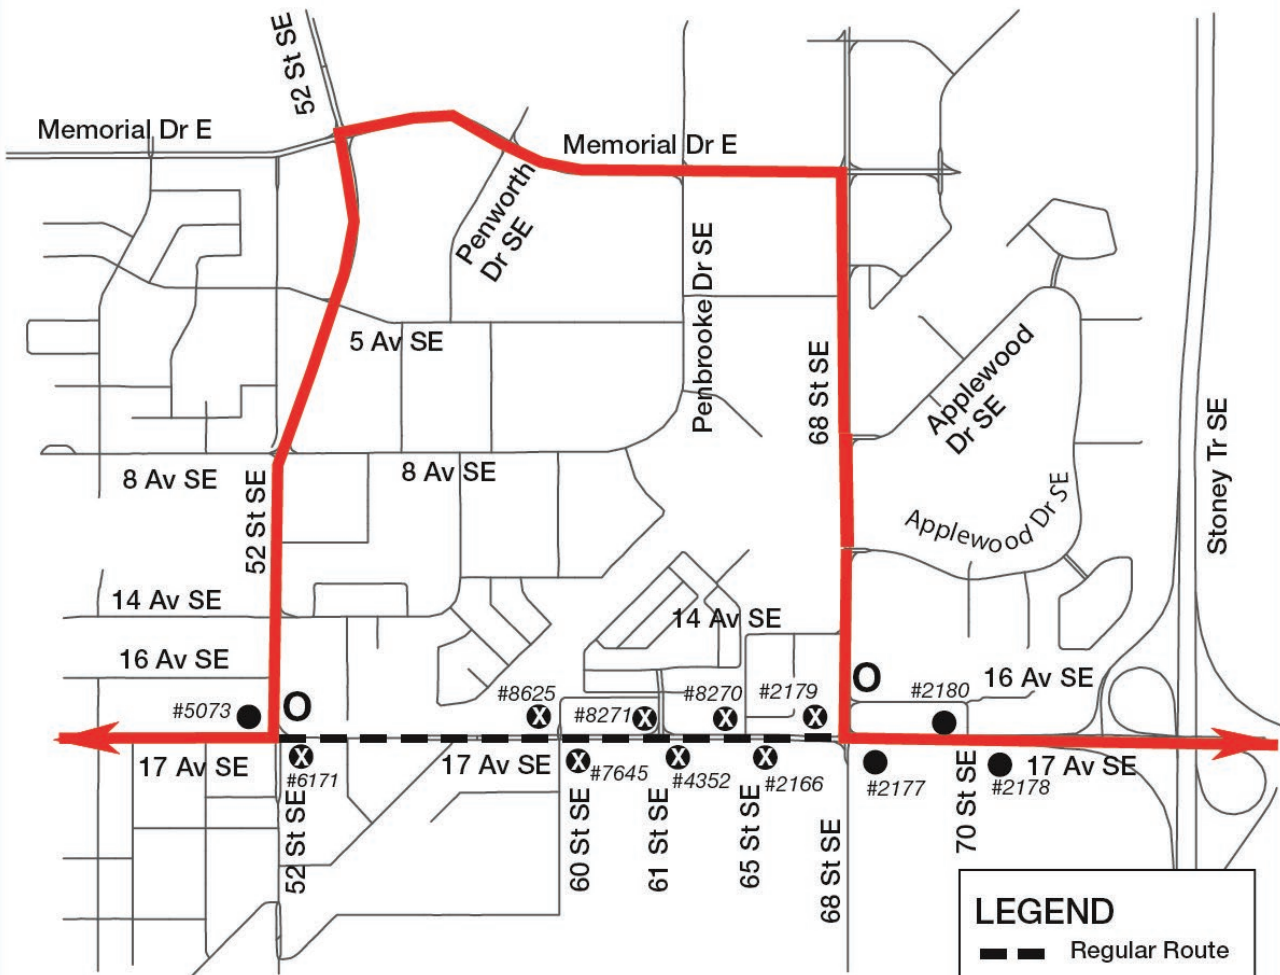 52 St SE
Memorial Dr E
Memorial Dr E
Penworth
Dr SE
Penbrooke Dr SE
5 Av SE
68 St SE
Applewood
Dr SE
Stoney Tr SE
8 Av SE
8 Av SE
52 St SE
Applewood Dr SE
14 Av SE
14 Av SE
16 Av SE
16 Av SE
#5073
O
#8625
#8271
#8270
#2179
O
#2180
X
X
X
X
17 Av SE
X
#6171
17 Av SE
X
#7645
X
#4352
X
#2166
#2177
#2178
17 Av SE
52 St SE
60 St SE
61 St SE
65 St SE
68 St SE
70 St SE
LEGEND
Regular Route